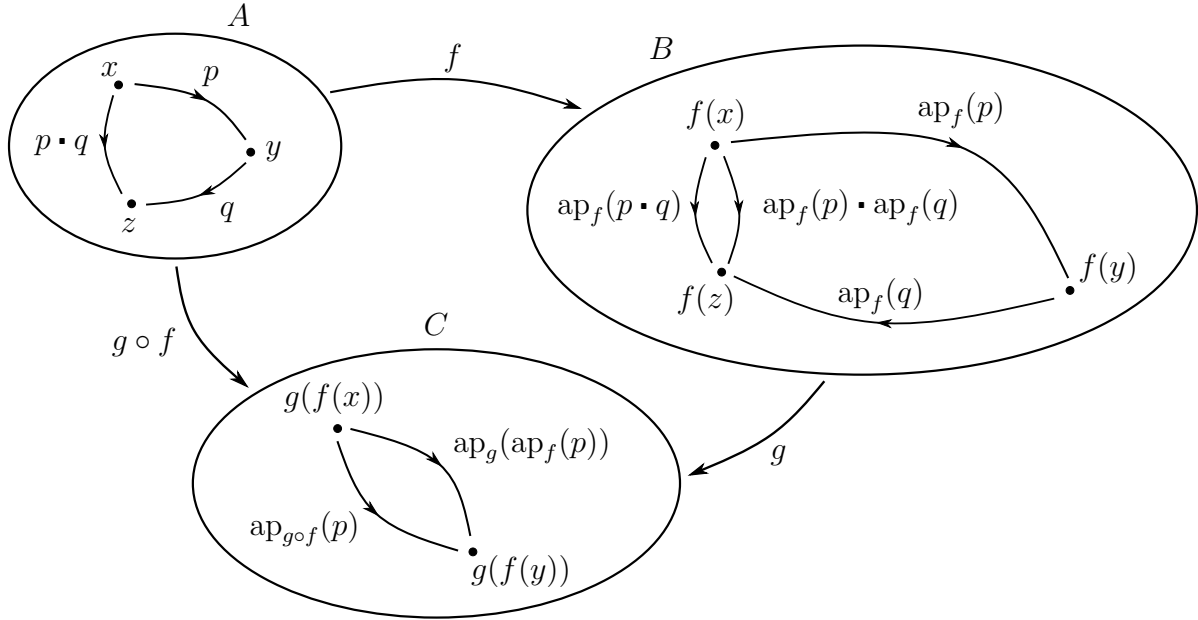 A
x
p
p ▪ q
y
z
q
f
B
f(x)
ap_f(p)
ap_f(p ▪ q)
ap_f(p) ▪ ap_f(q)
f(z)
ap_f(q)
f(y)
g ∘ f
g
C
g(f(x))
ap_g(ap_f(p))
ap_{g∘f}(p)
g(f(y))